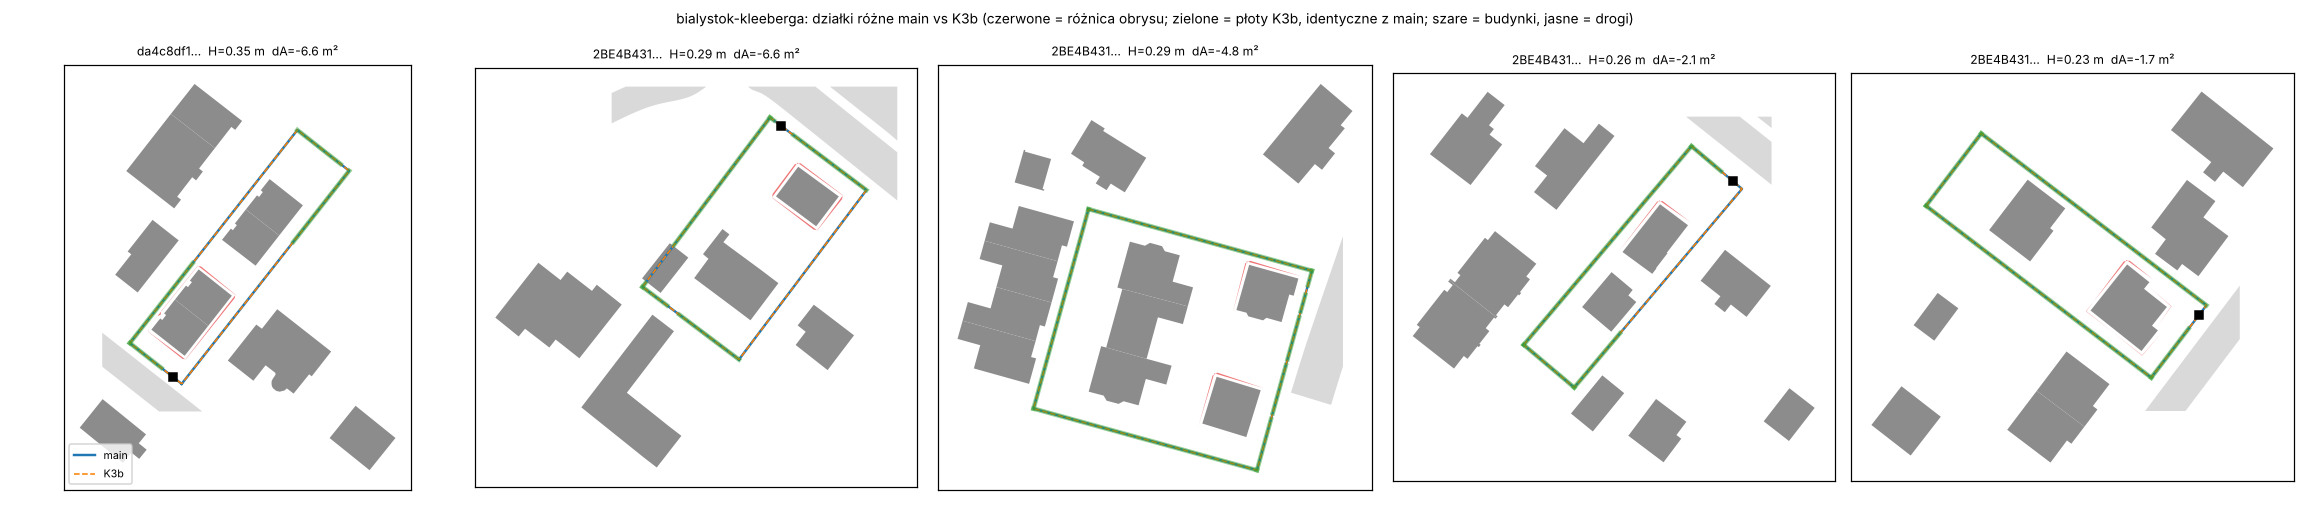 bialystok-kleeberga: działki różne main vs K3b (czerwone = różnica obrysu; zielone = płoty K3b, identyczne z main; szare = budynki, jasne = drogi)
da4c8df1... H=0.35 m dA=-6.6 m²
2BE4B431... H=0.29 m dA=-6.6 m²
2BE4B431... H=0.29 m dA=-4.8 m²
2BE4B431... H=0.26 m dA=-2.1 m²
2BE4B431... H=0.23 m dA=-1.7 m²
main
K3b